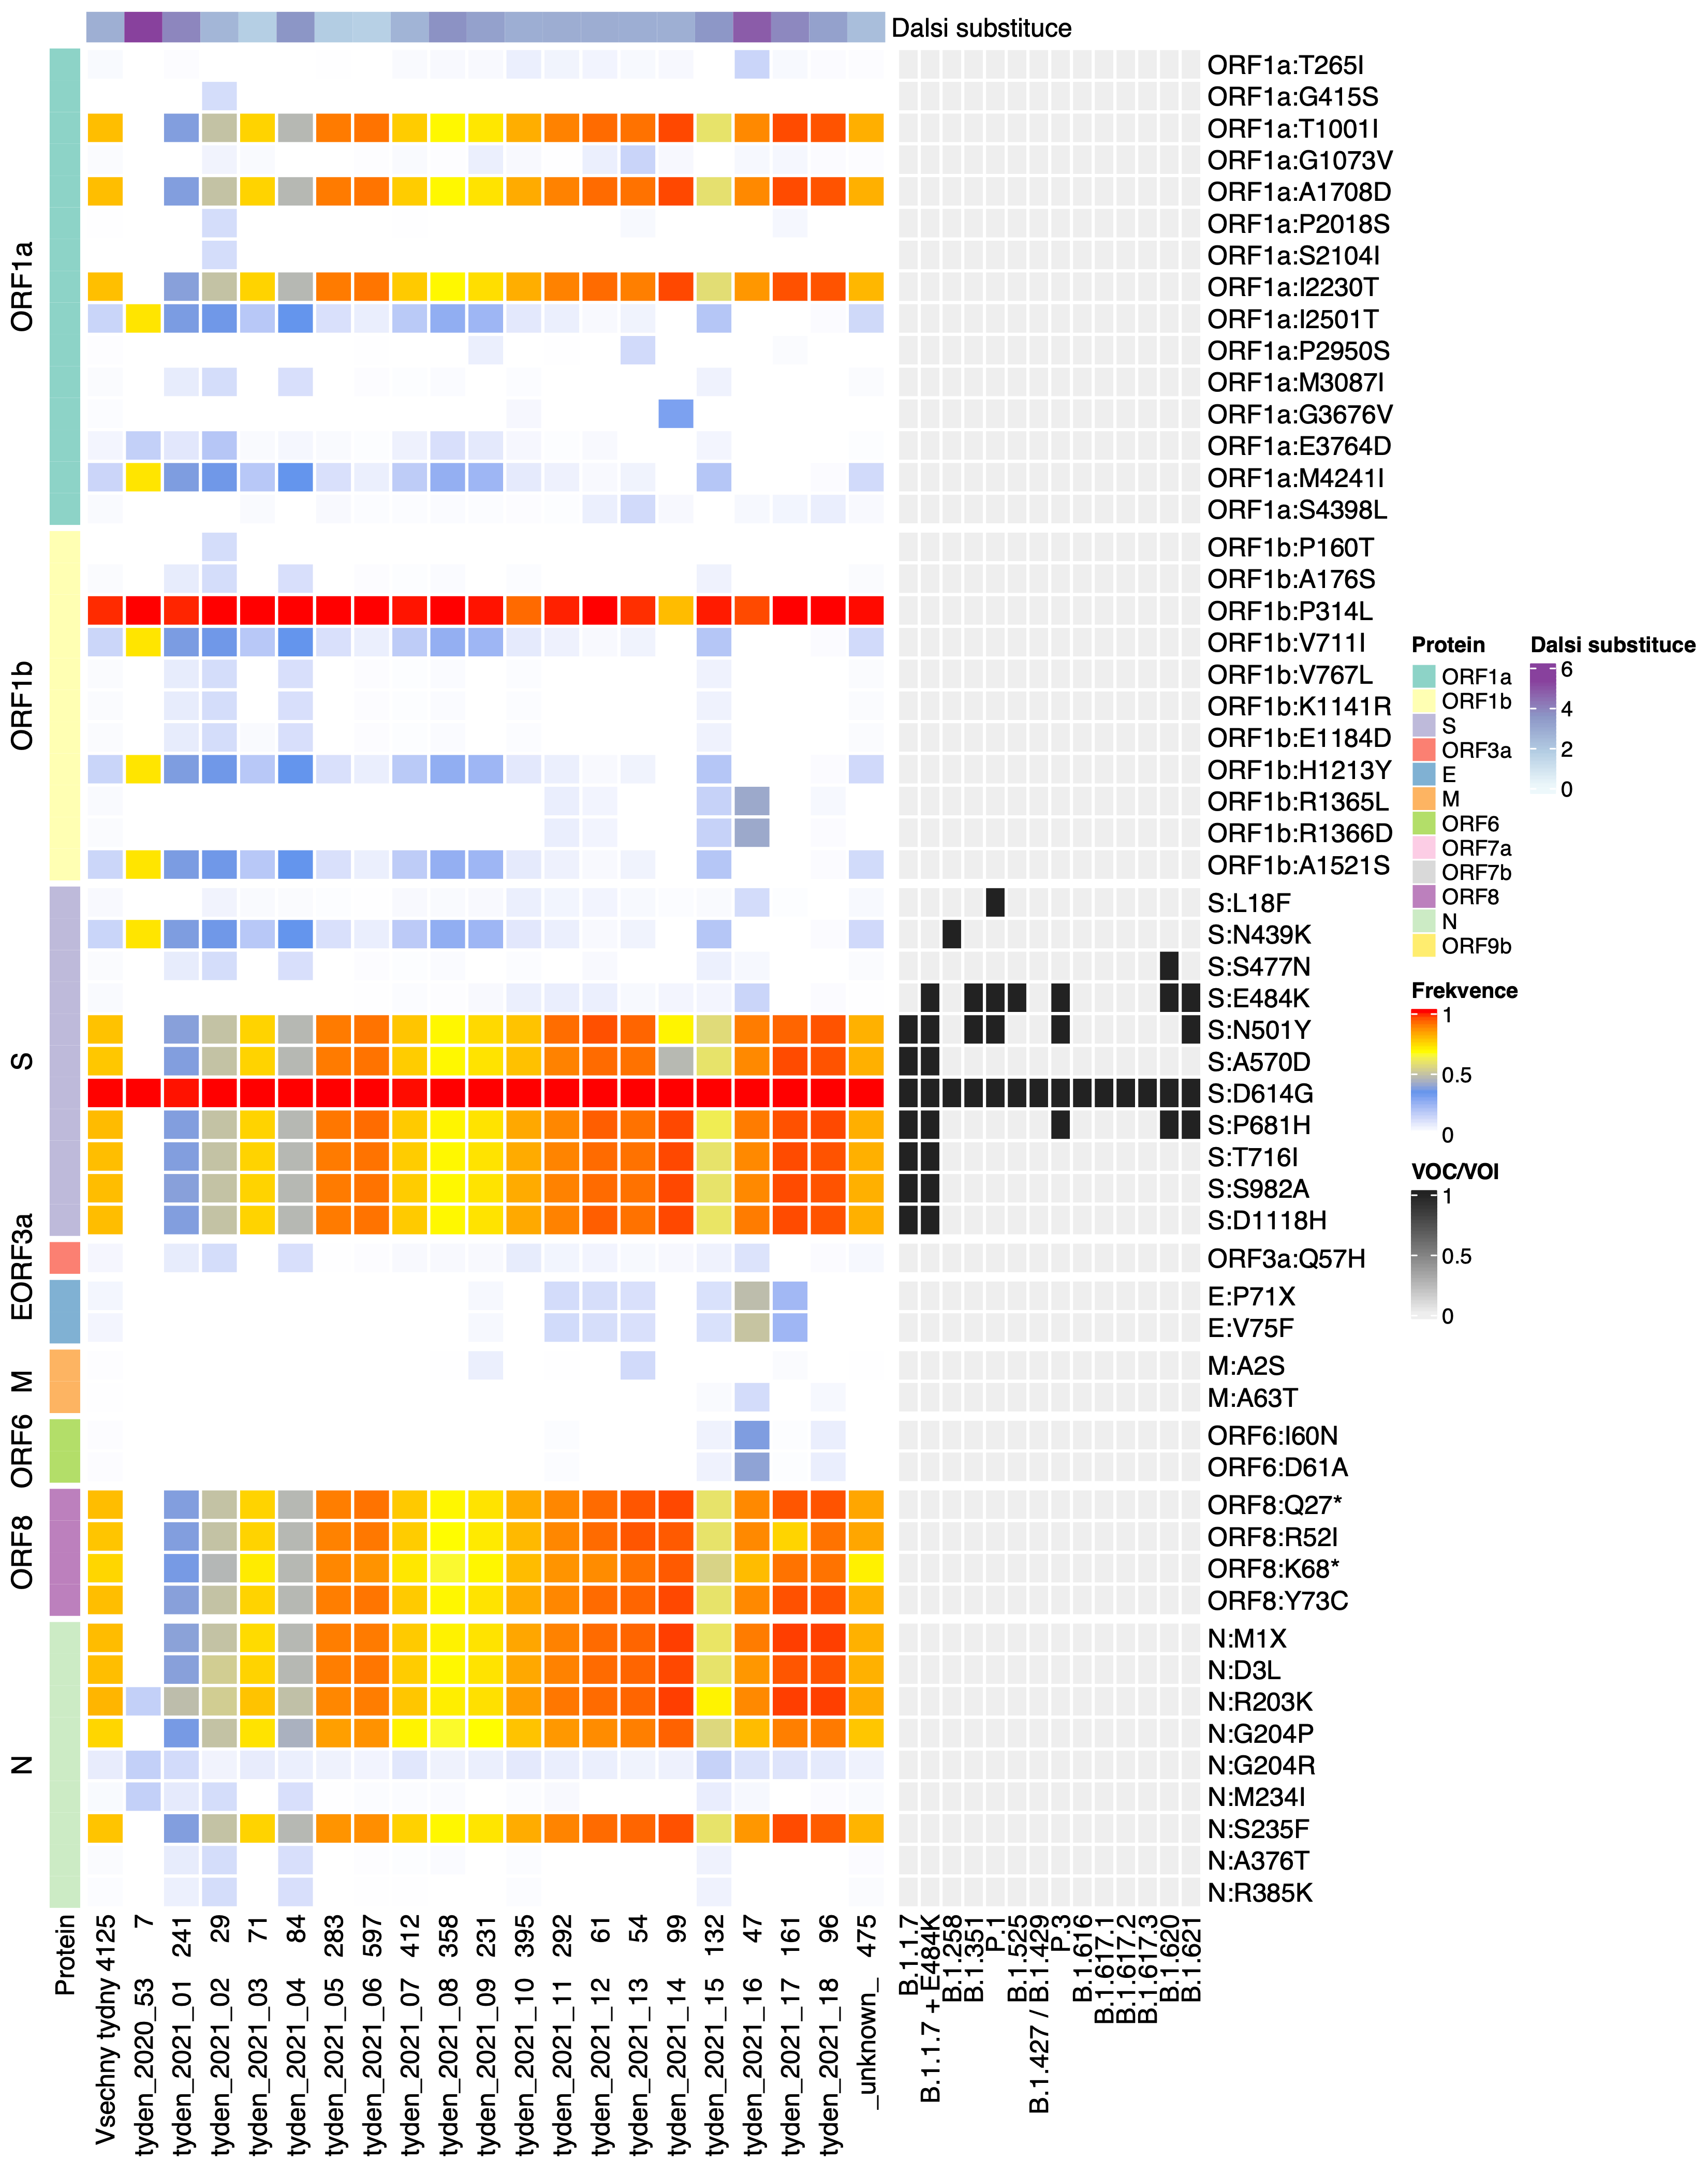 Dalsi substituce
ORF1a:T265I
ORF1a:G415S
ORF1a:T1001I
ORF1a:G1073V
ORF1a:A1708D
ORF1a:P2018S
ORF1a:S2104I
ORF1a:I2230T
ORF1a:I2501T
ORF1a:P2950S
ORF1a:M3087I
ORF1a:G3676V
ORF1a:E3764D
ORF1a:M4241I
ORF1a:S4398L
ORF1b:P160T
ORF1b:A176S
ORF1b:P314L
ORF1b:V711I
ORF1b:V767L
ORF1b:K1141R
ORF1b:E1184D
ORF1b:H1213Y
ORF1b:R1365L
ORF1b:R1366D
ORF1b:A1521S
S:L18F
S:N439K
S:S477N
S:E484K
S:N501Y
S:A570D
S:D614G
S:P681H
S:T716I
S:S982A
S:D1118H
ORF3a:Q57H
E:P71X
E:V75F
M:A2S
M:A63T
ORF6:I60N
ORF6:D61A
ORF8:Q27*
ORF8:R52I
ORF8:K68*
ORF8:Y73C
N:M1X
N:D3L
N:R203K
N:G204P
N:G204R
N:M234I
N:S235F
N:A376T
N:R385K
ORF1a
ORF1b
S
ORF3a
E
M
ORF6
ORF8
N
Protein
Vsechny tydny 4125
tyden_2020_53 7
tyden_2021_01 241
tyden_2021_02 29
tyden_2021_03 71
tyden_2021_04 84
tyden_2021_05 283
tyden_2021_06 597
tyden_2021_07 412
tyden_2021_08 358
tyden_2021_09 231
tyden_2021_10 395
tyden_2021_11 292
tyden_2021_12 61
tyden_2021_13 54
tyden_2021_14 99
tyden_2021_15 132
tyden_2021_16 47
tyden_2021_17 161
tyden_2021_18 96
_unknown_ 475
B.1.1.7
B.1.1.7 + E484K
B.1.258
B.1.351
P.1
B.1.525
B.1.427 / B.1.429
P.3
B.1.616
B.1.617.1
B.1.617.2
B.1.617.3
B.1.620
B.1.621
Protein
ORF1a
ORF1b
S
ORF3a
E
M
ORF6
ORF7a
ORF7b
ORF8
N
ORF9b
Dalsi substituce
6
4
2
0
Frekvence
1
0.5
0
VOC/VOI
1
0.5
0